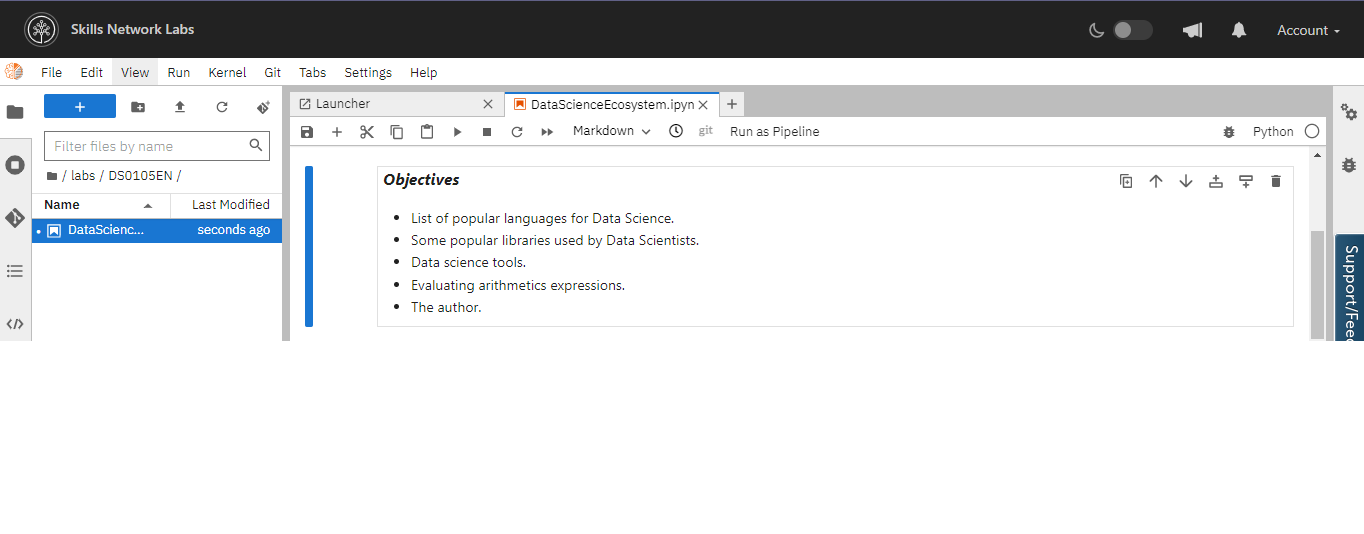 Skills Network Labs
Account
File Edit View Run Kernel Git Tabs Settings Help
+
Launcher
DataScienceEcosystem.ipyn
Filter files by name
Markdown
git
Run as Pipeline
Python
/ labs / DS0105EN /
Name Last Modified
DataScienc... seconds ago
Objectives
• List of popular languages for Data Science.
• Some popular libraries used by Data Scientists.
• Data science tools.
• Evaluating arithmetics expressions.
• The author.
Support/Feed